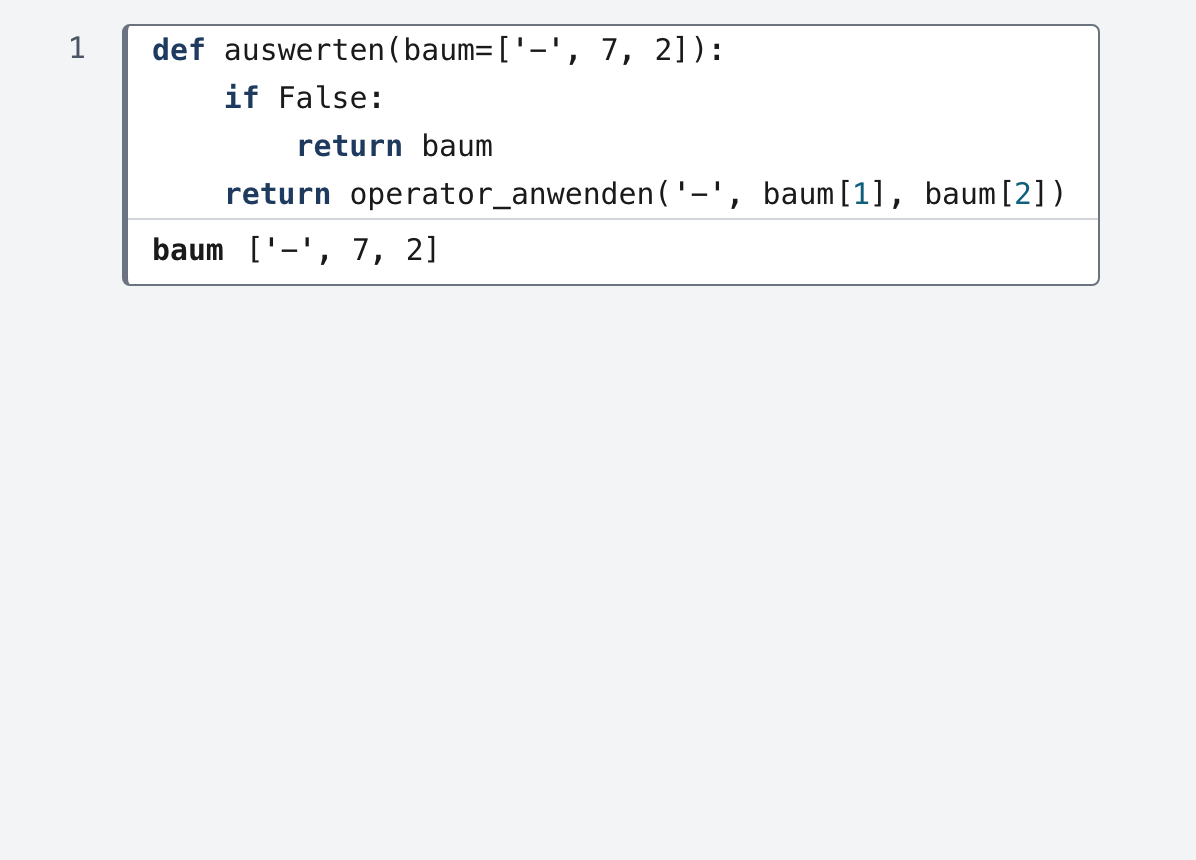 1
def auswerten(baum=['-', 7, 2]):
    if False:
        return baum
    return operator_anwenden('-', baum[1], baum[2])
baum ['-', 7, 2]